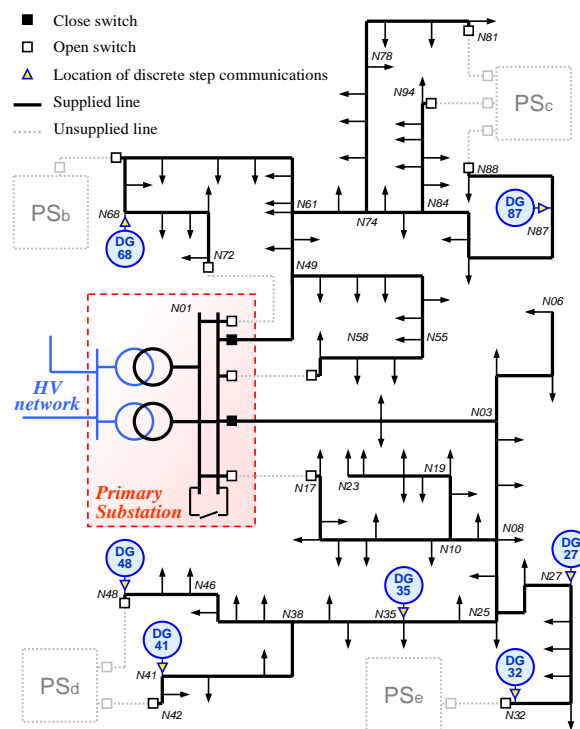 Close switch
Open switch
Location of discrete step communications
Supplied line
Unsupplied line
N81
N78
N94
PSc
N88
DG
87
N87
N61
N74
N84
PSb
N68
DG
68
N72
N49
N01
N58
N55
N06
HV
network
N03
Primary
Substation
N17
N23
N19
N08
N10
DG
48
N48
N46
DG
41
N41
N42
N38
DG
35
N35
N25
DG
27
N27
DG
32
N32
PSd
PSe